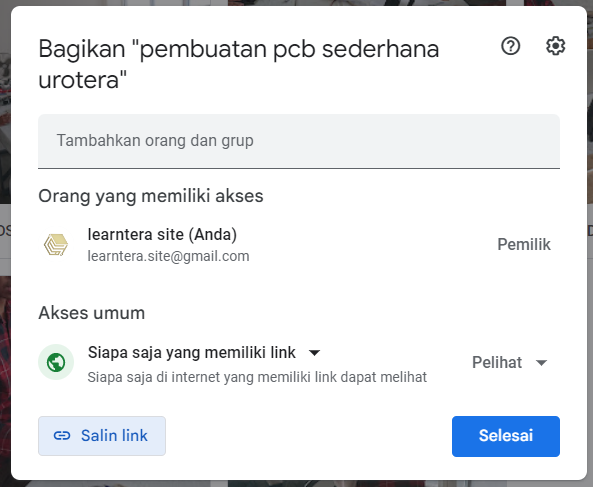 Bagikan "pembuatan pcb sederhana
urotera"
Tambahkan orang dan grup
Orang yang memiliki akses
learntera site (Anda)
Pemilik
learntera.site@gmail.com
Akses umum
Siapa saja yang memiliki link
Pelihat
Siapa saja di internet yang memiliki link dapat melihat
Salin link
Selesai